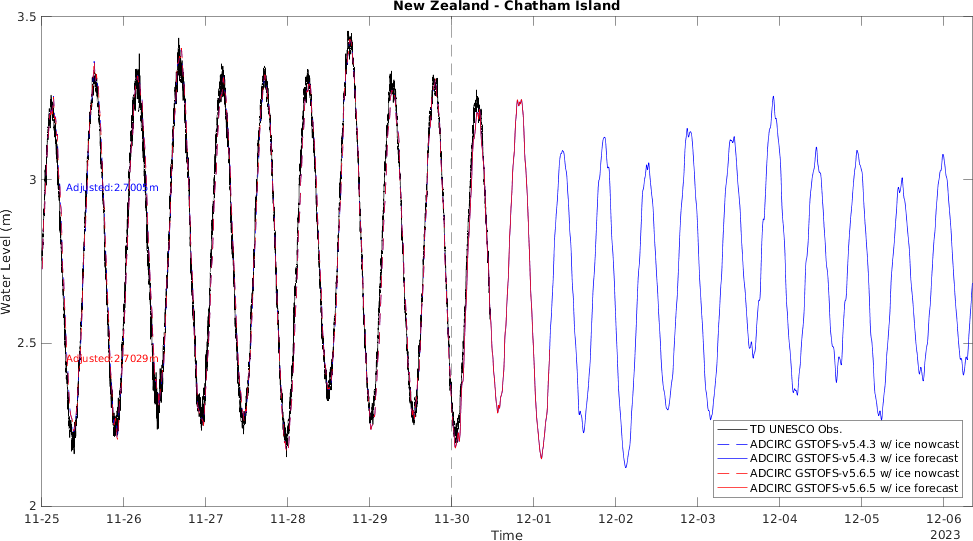 New Zealand - Chatham Island
3.5
3
2.5
2
Water Level (m)
Adjusted:2.7005m
Adjusted:2.7029m
TD UNESCO Obs.
ADCIRC GSTOFS-v5.4.3 w/ ice nowcast
ADCIRC GSTOFS-v5.4.3 w/ ice forecast
ADCIRC GSTOFS-v5.6.5 w/ ice nowcast
ADCIRC GSTOFS-v5.6.5 w/ ice forecast
11-25 11-26 11-27 11-28 11-29 11-30 12-01 12-02 12-03 12-04 12-05 12-06
Time
2023